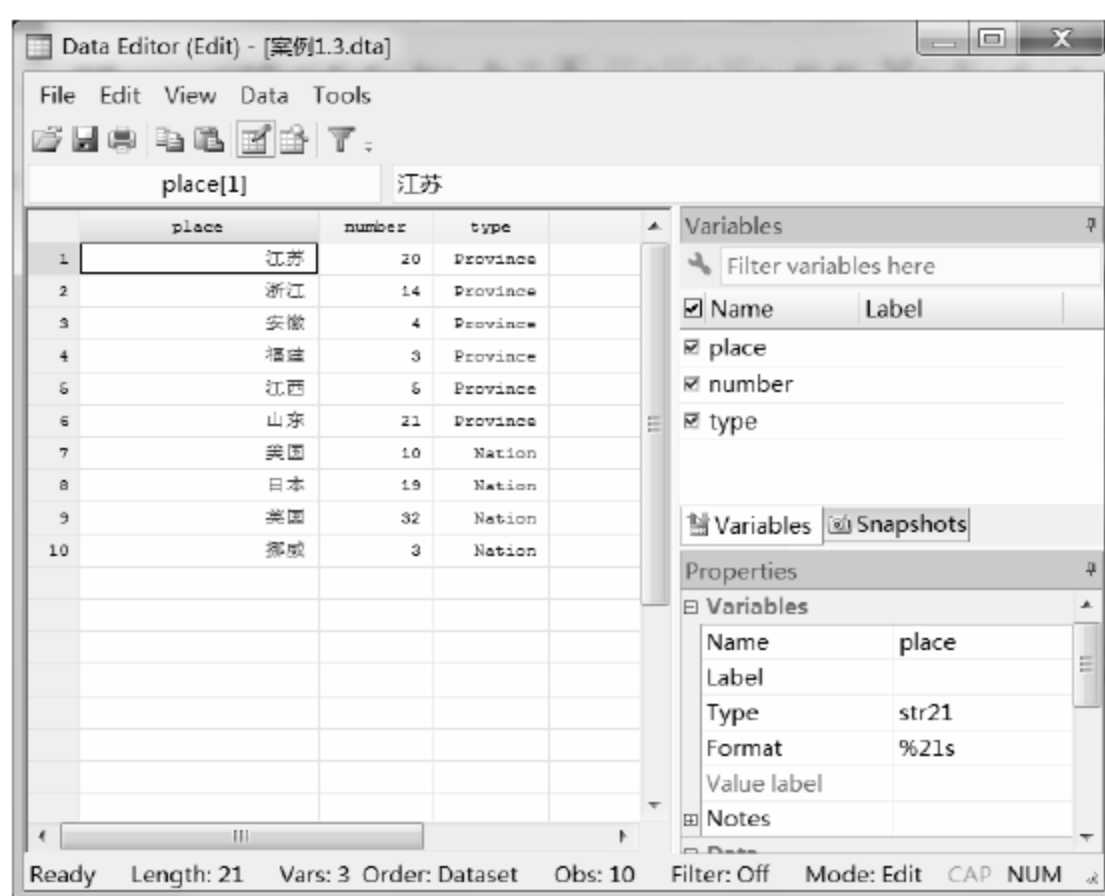 Data Editor (Edit) - [案例1.3.dta]
File Edit View Data Tools
place[1] 江苏
place number type
1 江苏 20 Province
2 浙江 14 Province
3 安徽 4 Province
4 福建 3 Province
5 江西 5 Province
6 山东 21 Province
7 美国 10 Nation
8 日本 19 Nation
9 英国 32 Nation
10 挪威 3 Nation
Variables
Filter variables here
Name Label
place
number
type
Variables Snapshots
Properties
Variables
Name place
Label
Type str21
Format %21s
Value label
Notes
Data
Ready Length: 21 Vars: 3 Order: Dataset Obs: 10 Filter: Off Mode: Edit CAP NUM